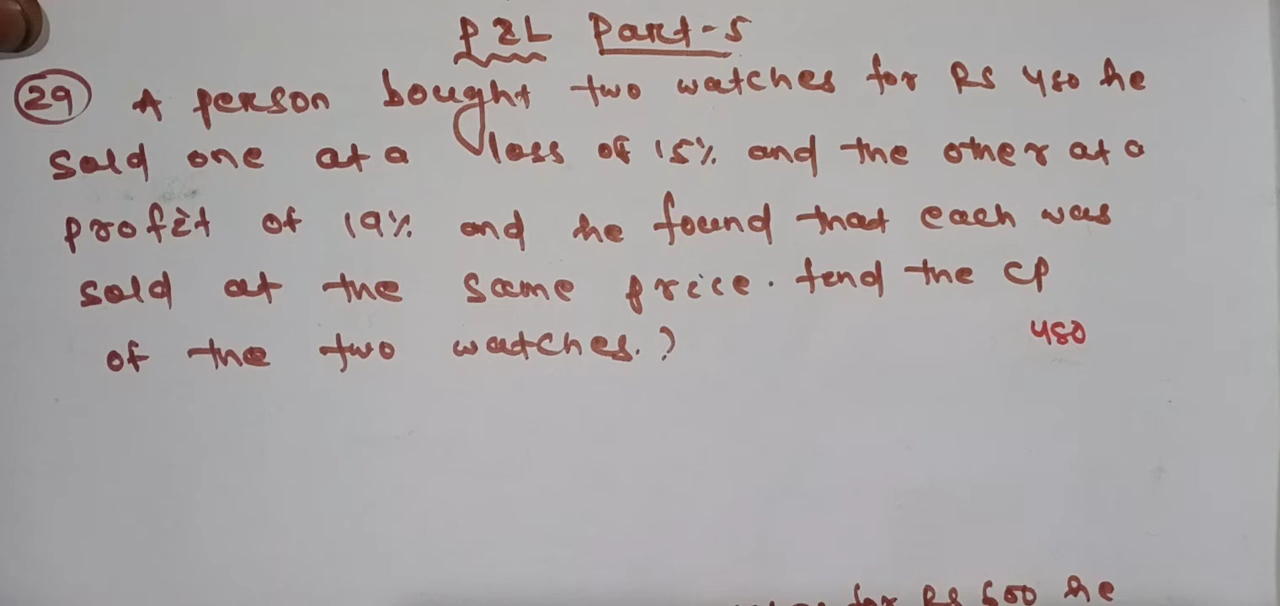 P&L Part-5
29 A person bought two watches for Rs 480 he
sold one at a loss of 15% and the other at a
profit of 19% and he found that each was
sold at the same price. fend the CP
of the two watches.?
480
for Rs 600 he